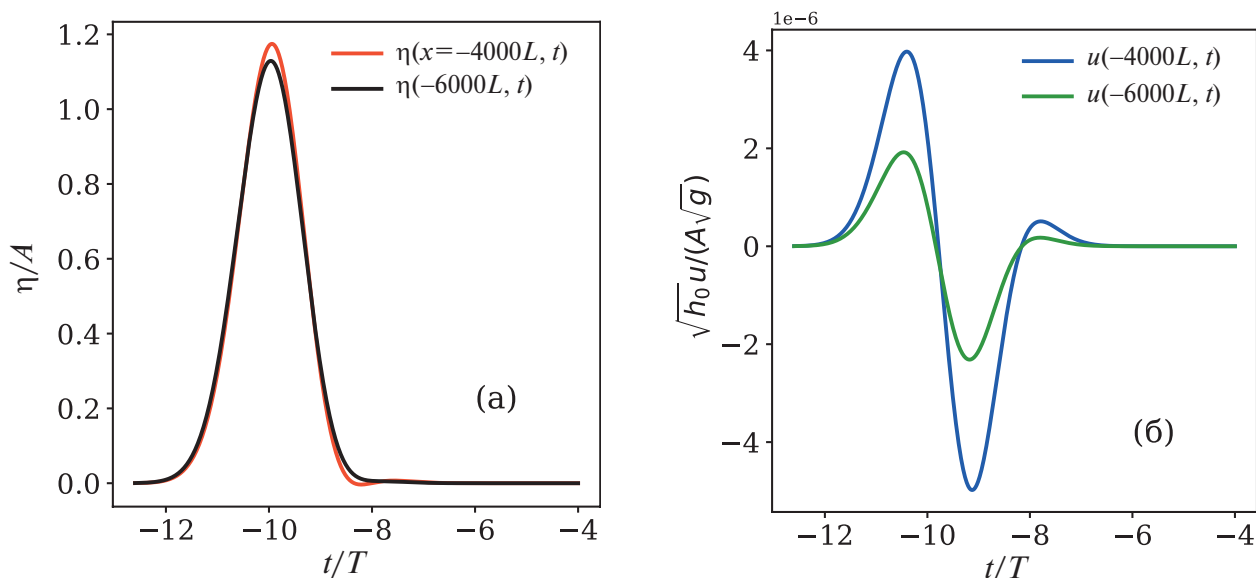 1.2
1.0
0.8
0.6
0.4
0.2
0.0
η/A
η(x=–4000L, t)
η(–6000L, t)
(а)
−12 −10 −8 −6 −4
t/T
1e−6
4
2
0
−2
−4
√h₀u/(A√g)
u(–4000L, t)
u(–6000L, t)
(б)
−12 −10 −8 −6 −4
t/T